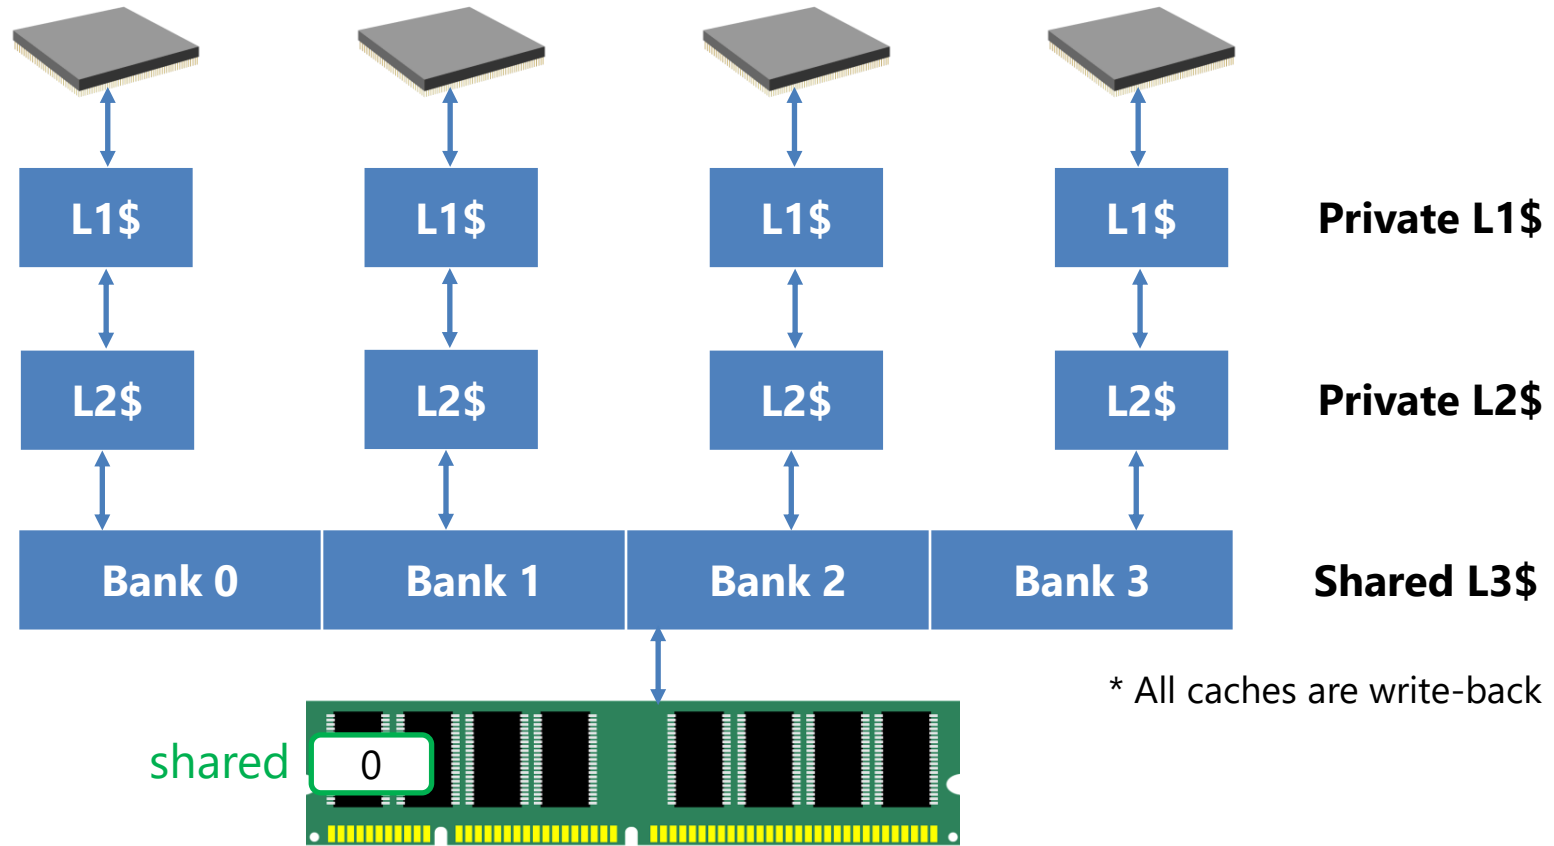 L1$ L1$ L1$ L1$ Private L1$
L2$ L2$ L2$ L2$ Private L2$
Bank 0 Bank 1 Bank 2 Bank 3 Shared L3$
* All caches are write-back
shared 0